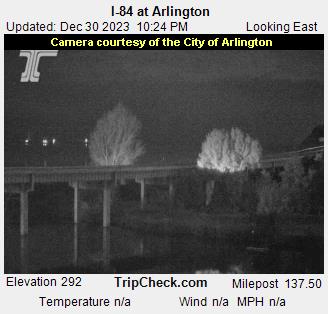 I-84 at Arlington
Updated: Dec 30 2023 10:24 PM Looking East
Camera courtesy of the City of Arlington
Elevation 292 TripCheck.com Milepost 137.50
Temperature n/a Wind n/a MPH n/a